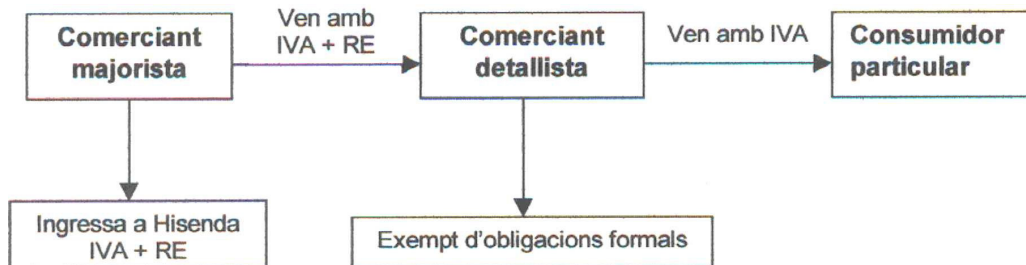 Comerciant
majorista
Ven amb
IVA + RE
Comerciant
detallista
Ven amb IVA
Consumidor
particular
Ingressa a Hisenda
IVA + RE
Exempt d'obligacions formals